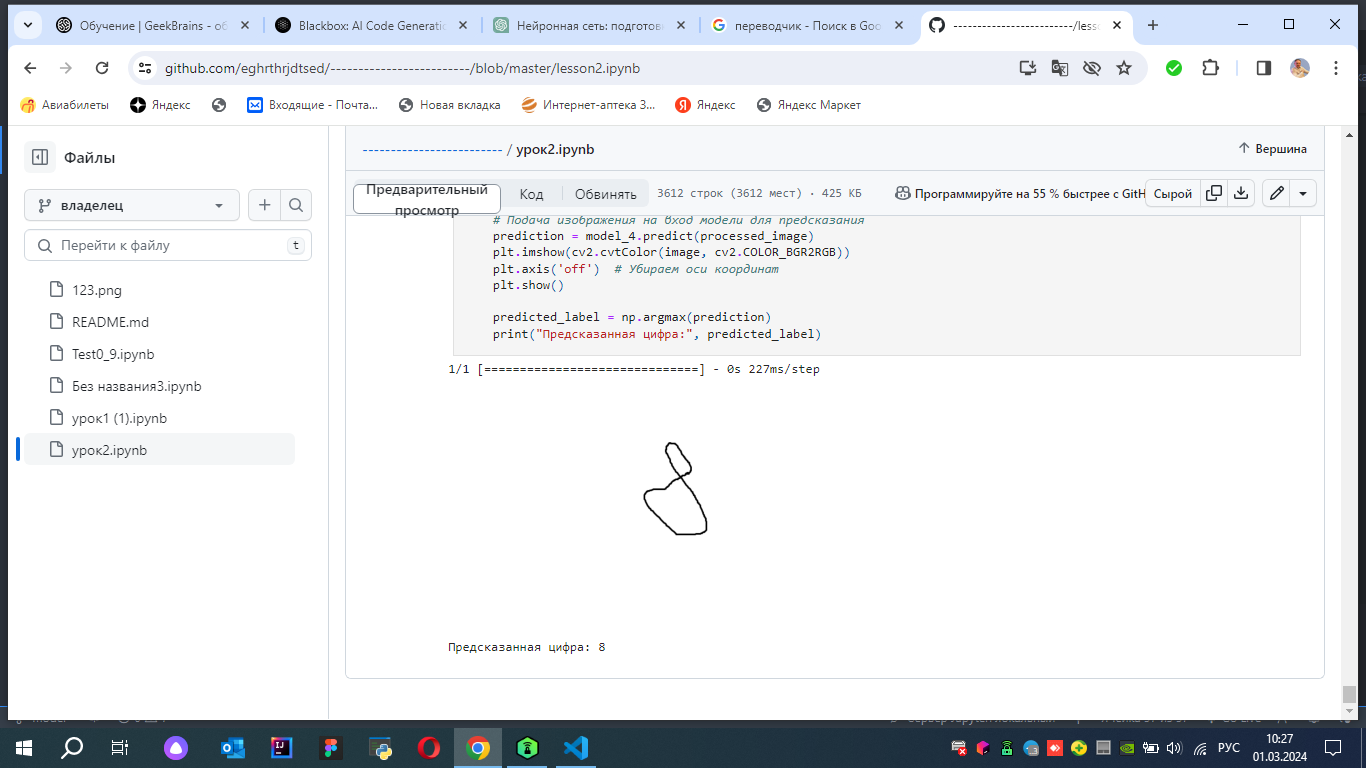 Обучение | GeekBrains - об
Blackbox: AI Code Generatio
Нейронная сеть: подготовк
переводчик - Поиск в Goo
-------------------------/less
github.com/eghrthrjdtsed/-------------------------/blob/master/lesson2.ipynb
Авиабилеты
Яндекс
Входящие - Почта...
Новая вкладка
Интернет-аптека З...
Яндекс
Яндекс Маркет
Файлы
владелец
Перейти к файлу
t
123.png
README.md
Test0_9.ipynb
Без названия3.ipynb
урок1 (1).ipynb
урок2.ipynb
------------------------- / урок2.ipynb
Вершина
Предварительный просмотр
Код
Обвинять
3612 строк (3612 мест) · 425 КБ
Программируйте на 55 % быстрее с GitH
Сырой
# Подача изображения на вход модели для предсказания
prediction = model_4.predict(processed_image)
plt.imshow(cv2.cvtColor(image, cv2.COLOR_BGR2RGB))
plt.axis('off')  # Убираем оси координат
plt.show()
predicted_label = np.argmax(prediction)
print("Предсказанная цифра:", predicted_label)
1/1 [==============================] - 0s 227ms/step
8
Предсказанная цифра: 8
РУС
10:27
01.03.2024